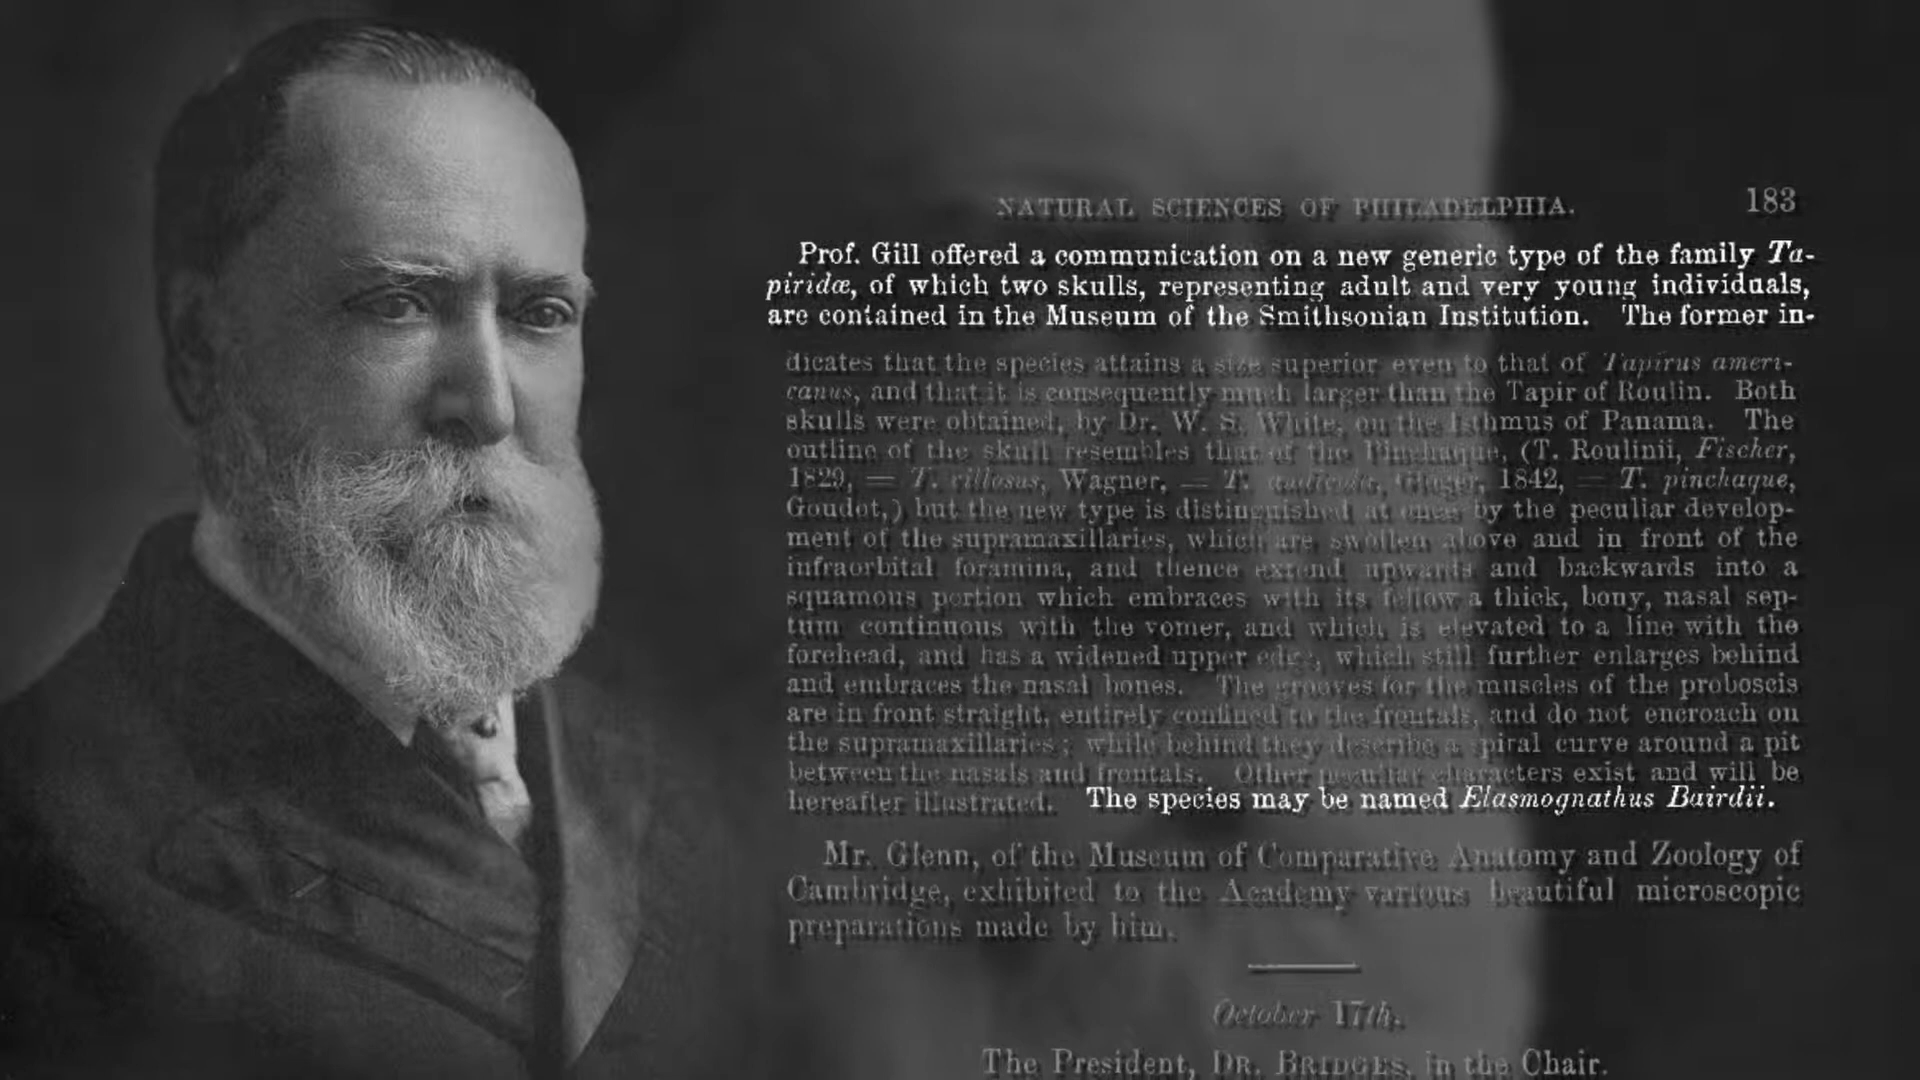 NATURAL SCIENCES OF PHILADELPHIA. 183
Prof. Gill offered a communication on a new generic type of the family Ta-
piridæ, of which two skulls, representing adult and very young individuals,
are contained in the Museum of the Smithsonian Institution. The former in-
dicates that the species attains a size superior even to that of Tapirus ameri-
canus, and that it is consequently much larger than the Tapir of Roulin. Both
skulls were obtained, by Dr. W. S. White, on the Isthmus of Panama. The
outline of the skull resembles that of the Pinchaque, (T. Roulinii, Fischer,
1829, — T. villosus, Wagner, — T. 1842, — T. pinchaque,
Goudot,) but the new type is distinguished at once by the peculiar develop-
ment of the supramaxillaries, which are swollen above and in front of the
infraorbital foramina, and thence extend upwards and backwards into a
squamous portion which embraces with its fellow a thick, bony, nasal sep-
tum continuous with the vomer, and which is elevated to a line with the
forehead, and has a widened upper edge, which still further enlarges behind
and embraces the nasal bones. The grooves for the muscles of the proboscis
are in front straight, entirely confined to the frontals, and do not encroach on
the supramaxillaries; while behind they describe a spiral curve around a pit
between the nasals and frontals. Other peculiar characters exist and will be
hereafter illustrated. The species may be named Elasmognathus Bairdii.
Mr. Glenn, of the Museum of Comparative Anatomy and Zoology of
Cambridge, exhibited to the Academy various beautiful microscopic
preparations made by him.
October 17th.
The President, DR. BRIDGES, in the Chair.